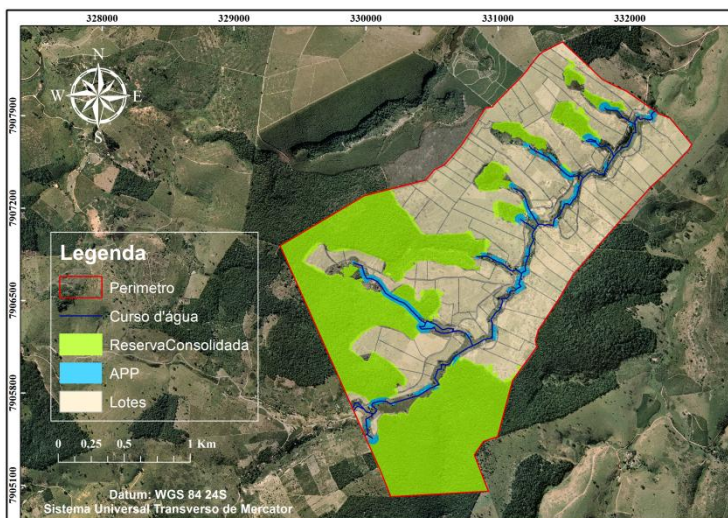 328000 329000 330000 331000 332000
7907900
7907200
7906500
7905800
7905100
N
W E
S
Legenda
Perimetro
Curso d'água
ReservaConsolidada
APP
Lotes
0 0,25 0,5 1 Km
Datum: WGS 84 24S
Sistema Universal Transverso de Mercator